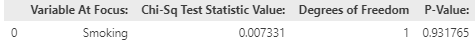 Variable At Focus: Chi-Sq Test Statistic Value: Degrees of Freedom P-Value:
0 Smoking 0.007331 1 0.931765